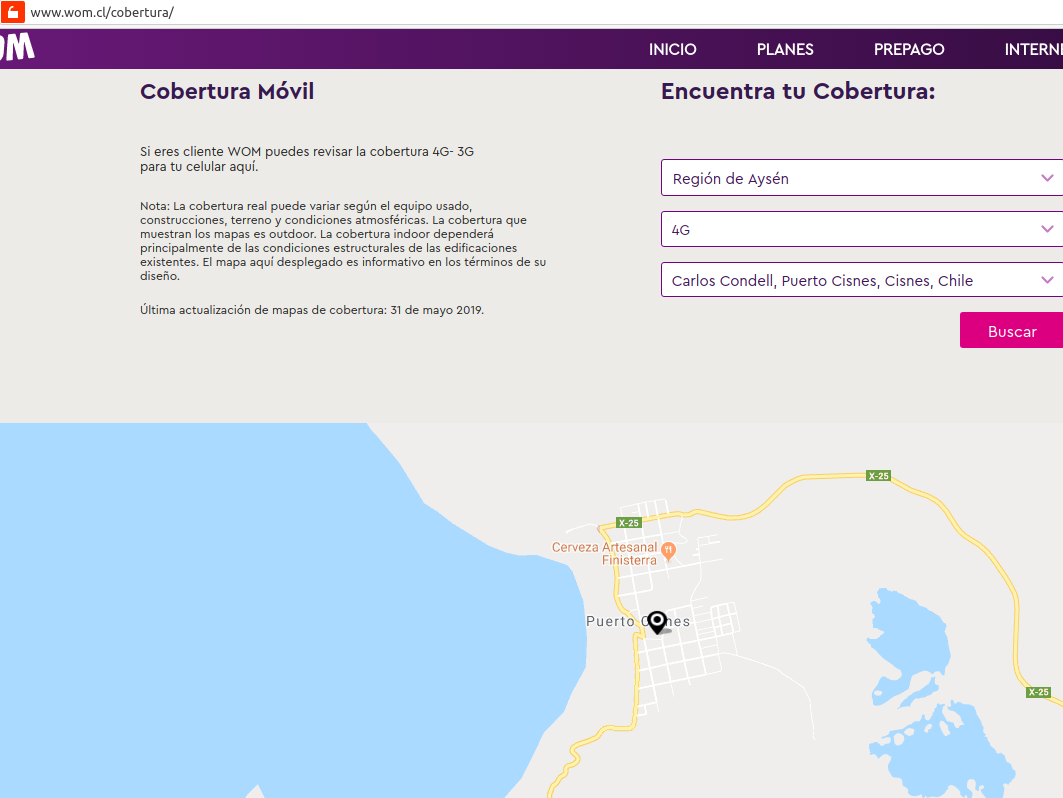 www.wom.cl/cobertura/
OM
INICIO
PLANES
PREPAGO
Cobertura Móvil
Si eres cliente WOM puedes revisar la cobertura 4G- 3G
para tu celular aquí.
Nota: La cobertura real puede variar según el equipo usado,
construcciones, terreno y condiciones atmosféricas. La cobertura que
muestran los mapas es outdoor. La cobertura indoor dependerá
principalmente de las condiciones estructurales de las edificaciones
existentes. El mapa aquí desplegado es informativo en los términos de su
diseño.
Última actualización de mapas de cobertura: 31 de mayo 2019.
Encuentra tu Cobertura:
Región de Aysén
4G
Carlos Condell, Puerto Cisnes, Cisnes, Chile
Buscar
X-25
X-25
Cerveza Artesanal
Finisterra
Puerto
X-25